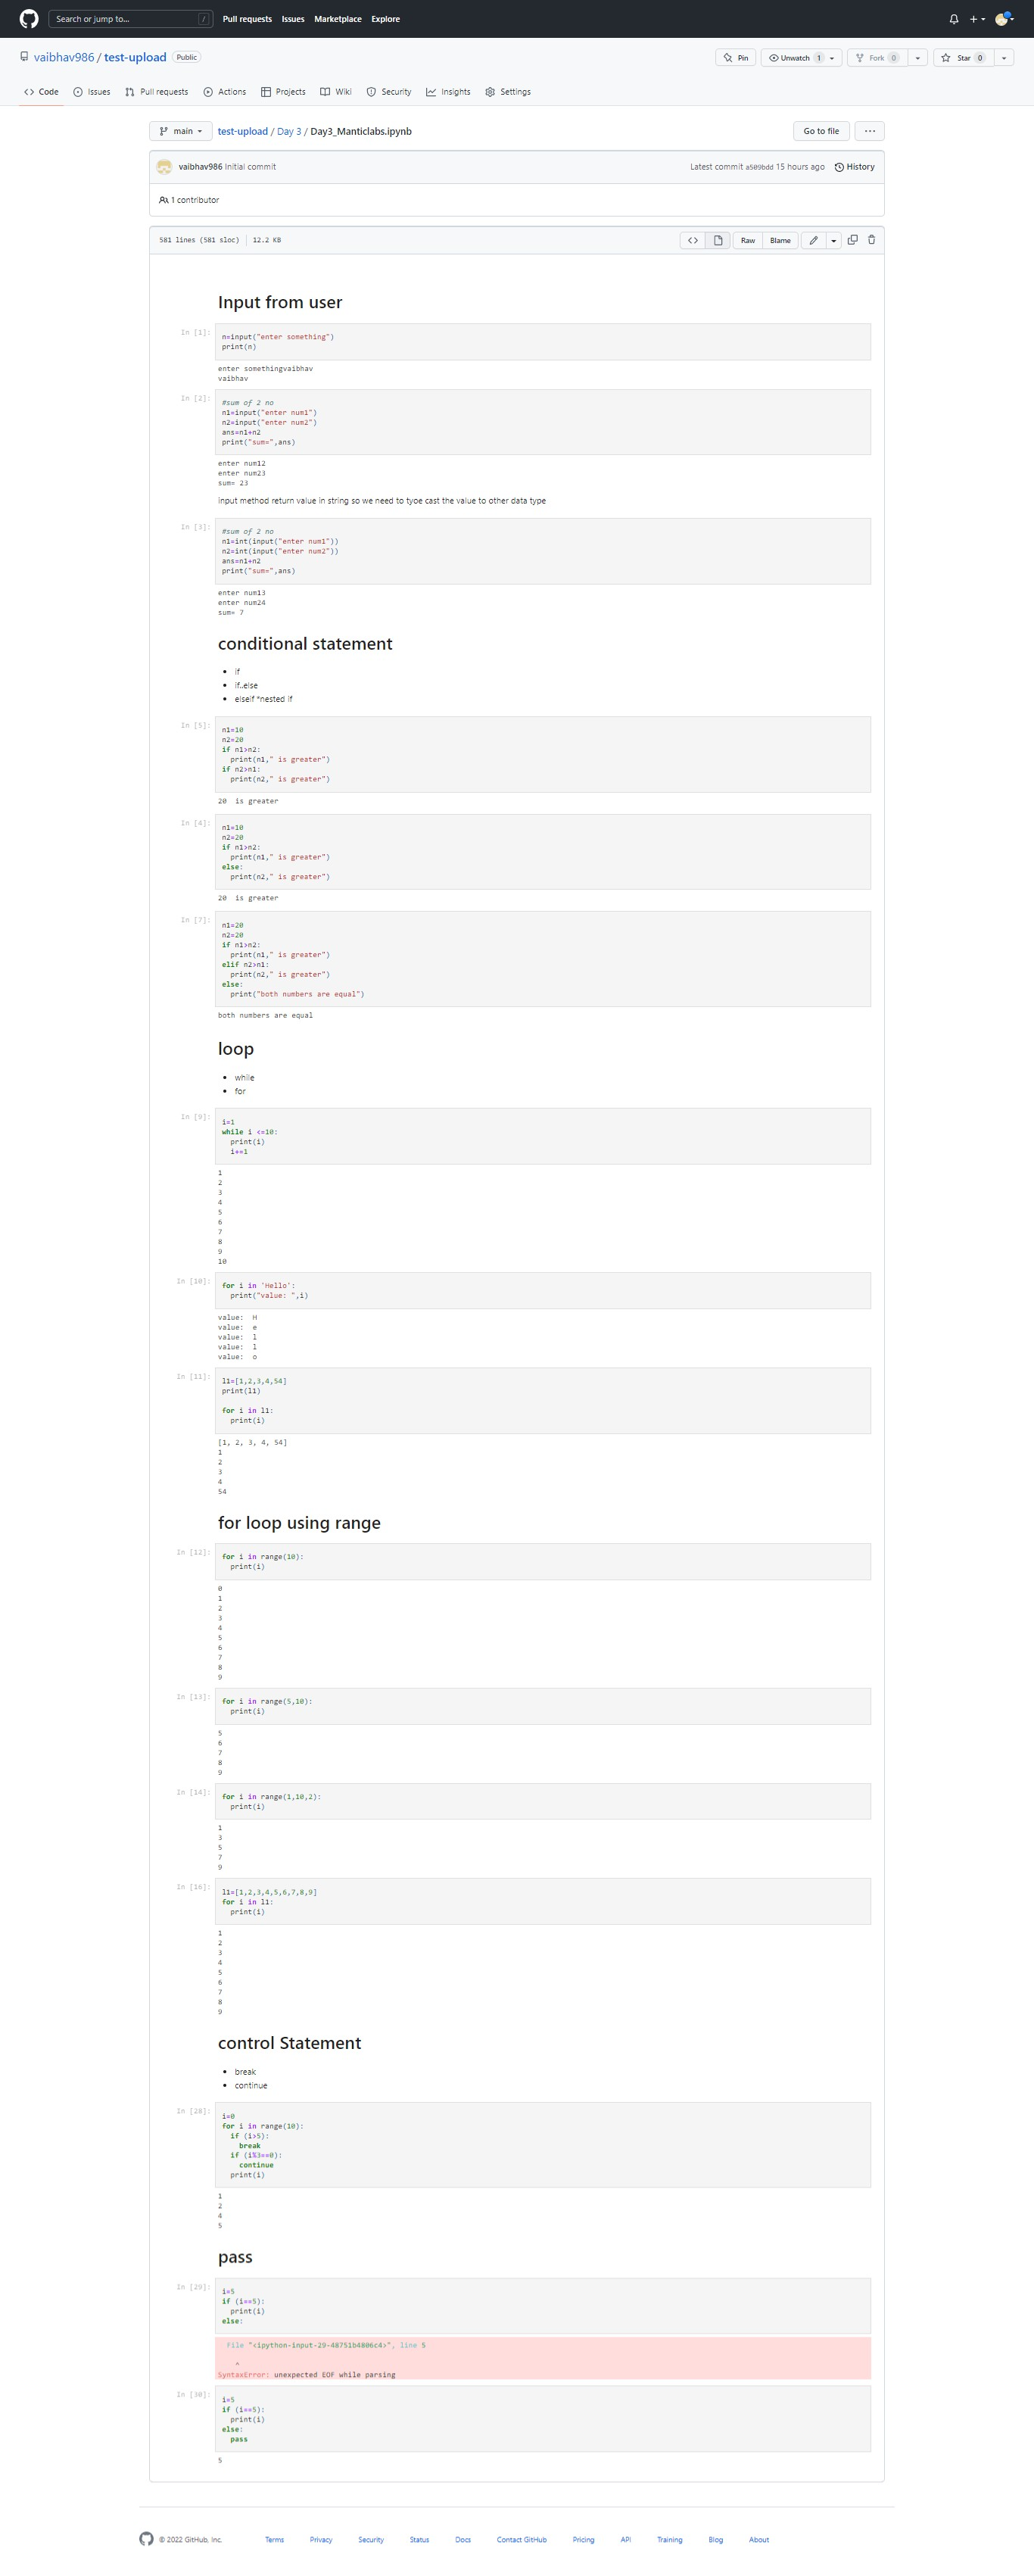 Search or jump to... /
Pull requests Issues Marketplace Explore
vaibhav986 / test-upload Public
Pin Unwatch 1 Fork 0 Star 0
Code Issues Pull requests Actions Projects Wiki Security Insights Settings
main test-upload / Day 3 / Day3_Manticlabs.ipynb Go to file ...
vaibhav986 Initial commit Latest commit a589bdd 15 hours ago History
1 contributor
581 lines (581 sloc) 12.2 KB <> Raw Blame
Input from user
In [1]:
n=input("enter something")
print(n)
enter somethingvaibhav
vaibhav
In [2]:
#sum of 2 no
n1=input("enter num1")
n2=input("enter num2")
ans=n1+n2
print("sum=",ans)
enter num12
enter num23
sum= 23
input method return value in string so we need to tyoe cast the value to other data type
In [3]:
#sum of 2 no
n1=int(input("enter num1"))
n2=int(input("enter num2"))
ans=n1+n2
print("sum=",ans)
enter num13
enter num24
sum= 7
conditional statement
• if
• if..else
• elseif *nested if
In [5]:
n1=10
n2=20
if n1>n2:
print(n1," is greater")
if n2>n1:
print(n2," is greater")
20  is greater
In [4]:
n1=10
n2=20
if n1>n2:
print(n1," is greater")
else:
print(n2," is greater")
20  is greater
In [7]:
n1=20
n2=20
if n1>n2:
print(n1," is greater")
elif n2>n1:
print(n2," is greater")
else:
print("both numbers are equal")
both numbers are equal
loop
• while
• for
In [9]:
i=1
while i <=10:
print(i)
i+=1
1
2
3
4
5
6
7
8
9
10
In [10]:
for i in 'Hello':
print("value: ",i)
value:  H
value:  e
value:  l
value:  l
value:  o
In [11]:
l1=[1,2,3,4,54]
print(l1)
for i in l1:
print(i)
[1, 2, 3, 4, 54]
1
2
3
4
54
for loop using range
In [12]:
for i in range(10):
print(i)
0
1
2
3
4
5
6
7
8
9
In [13]:
for i in range(5,10):
print(i)
5
6
7
8
9
In [14]:
for i in range(1,10,2):
print(i)
1
3
5
7
9
In [16]:
l1=[1,2,3,4,5,6,7,8,9]
for i in l1:
print(i)
1
2
3
4
5
6
7
8
9
control Statement
• break
• continue
In [28]:
i=0
for i in range(10):
if (i>5):
break
if (i%3==0):
continue
print(i)
1
2
4
5
pass
In [29]:
i=5
if (i==5):
print(i)
else:
File "<ipython-input-29-48751b4806c4>", line 5
^
SyntaxError: unexpected EOF while parsing
In [30]:
i=5
if (i==5):
print(i)
else:
pass
5
© 2022 GitHub, Inc. Terms Privacy Security Status Docs Contact GitHub Pricing API Training Blog About